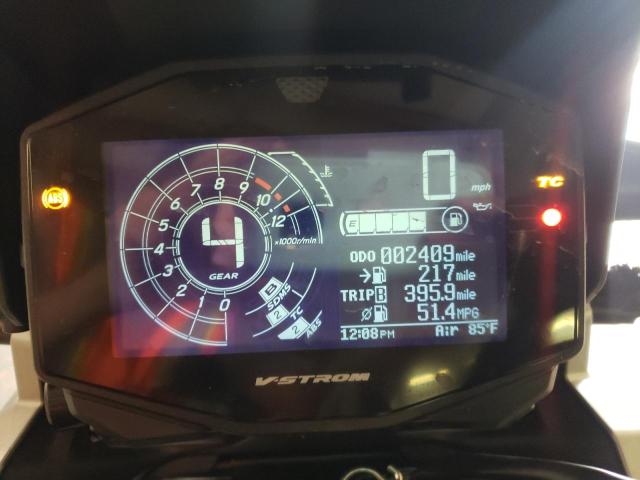 ABS
TC
0 mph
E
0 1 2 3 4 5 6 7 8 9 10 12
×1000r/min
4
GEAR
B SDMS
2 TC
2 ABS
ODO 002409 mile
→ 217 mile
TRIP B 395.9 mile
51.4 MPG
12:08 PM Air 85°F
V-STROM